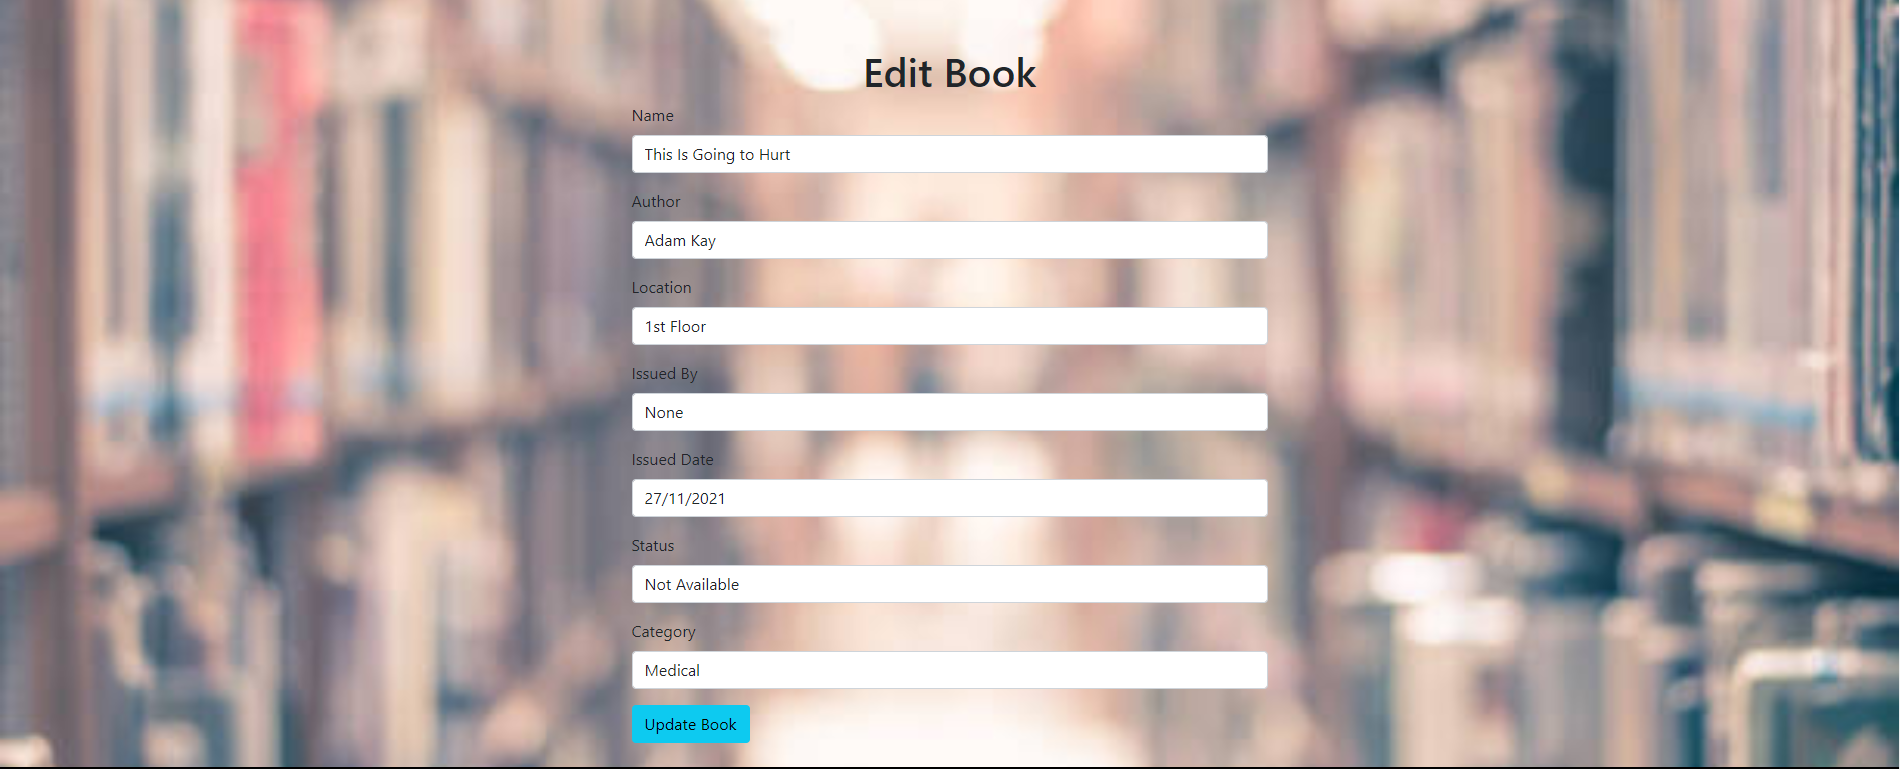 Edit Book
Name
This Is Going to Hurt
Author
Adam Kay
Location
1st Floor
Issued By
None
Issued Date
27/11/2021
Status
Not Available
Category
Medical
Update Book